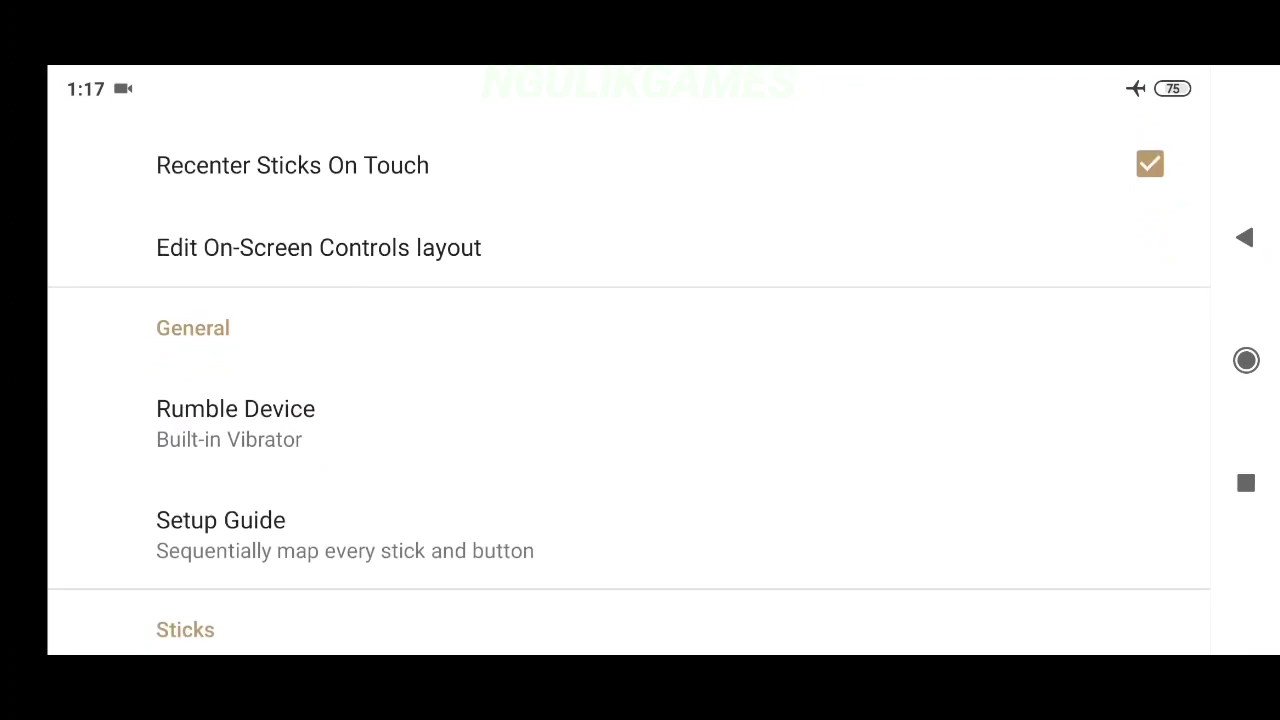 NGULIKGAMES
1:17
75
Recenter Sticks On Touch
Edit On-Screen Controls layout
General
Rumble Device
Built-in Vibrator
Setup Guide
Sequentially map every stick and button
Sticks